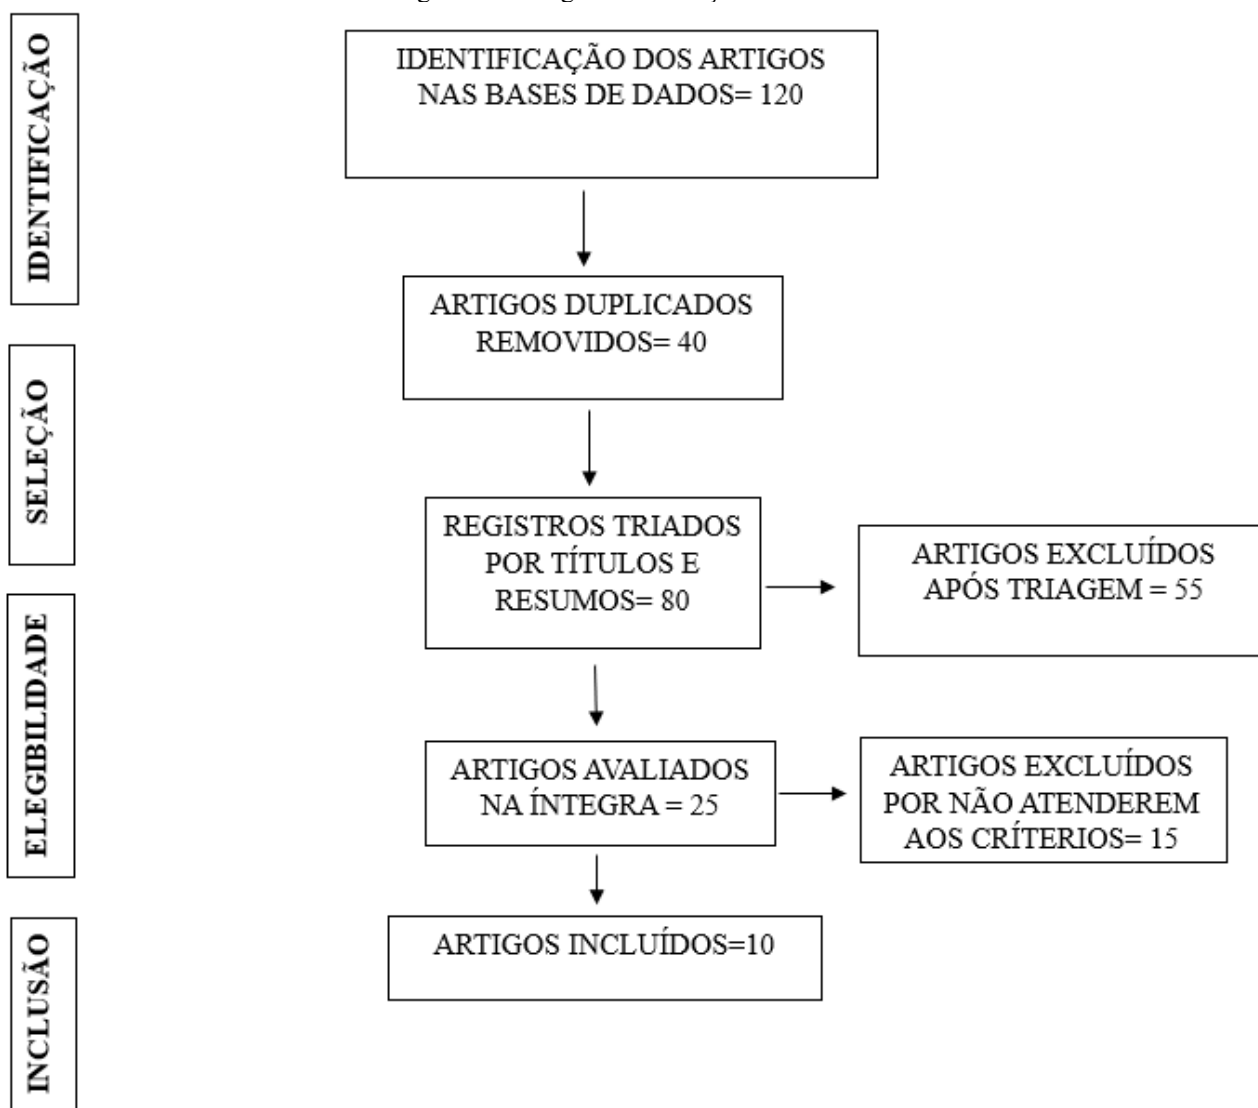 IDENTIFICAÇÃO
IDENTIFICAÇÃO DOS ARTIGOS
NAS BASES DE DADOS= 120
ARTIGOS DUPLICADOS
REMOVIDOS= 40
SELEÇÃO
REGISTROS TRIADOS
POR TÍTULOS E
RESUMOS= 80
ARTIGOS EXCLUÍDOS
APÓS TRIAGEM = 55
ELEGIBILIDADE
ARTIGOS AVALIADOS
NA ÍNTEGRA = 25
ARTIGOS EXCLUÍDOS
POR NÃO ATENDEREM
AOS CRÍTERIOS= 15
INCLUSÃO
ARTIGOS INCLUÍDOS=10